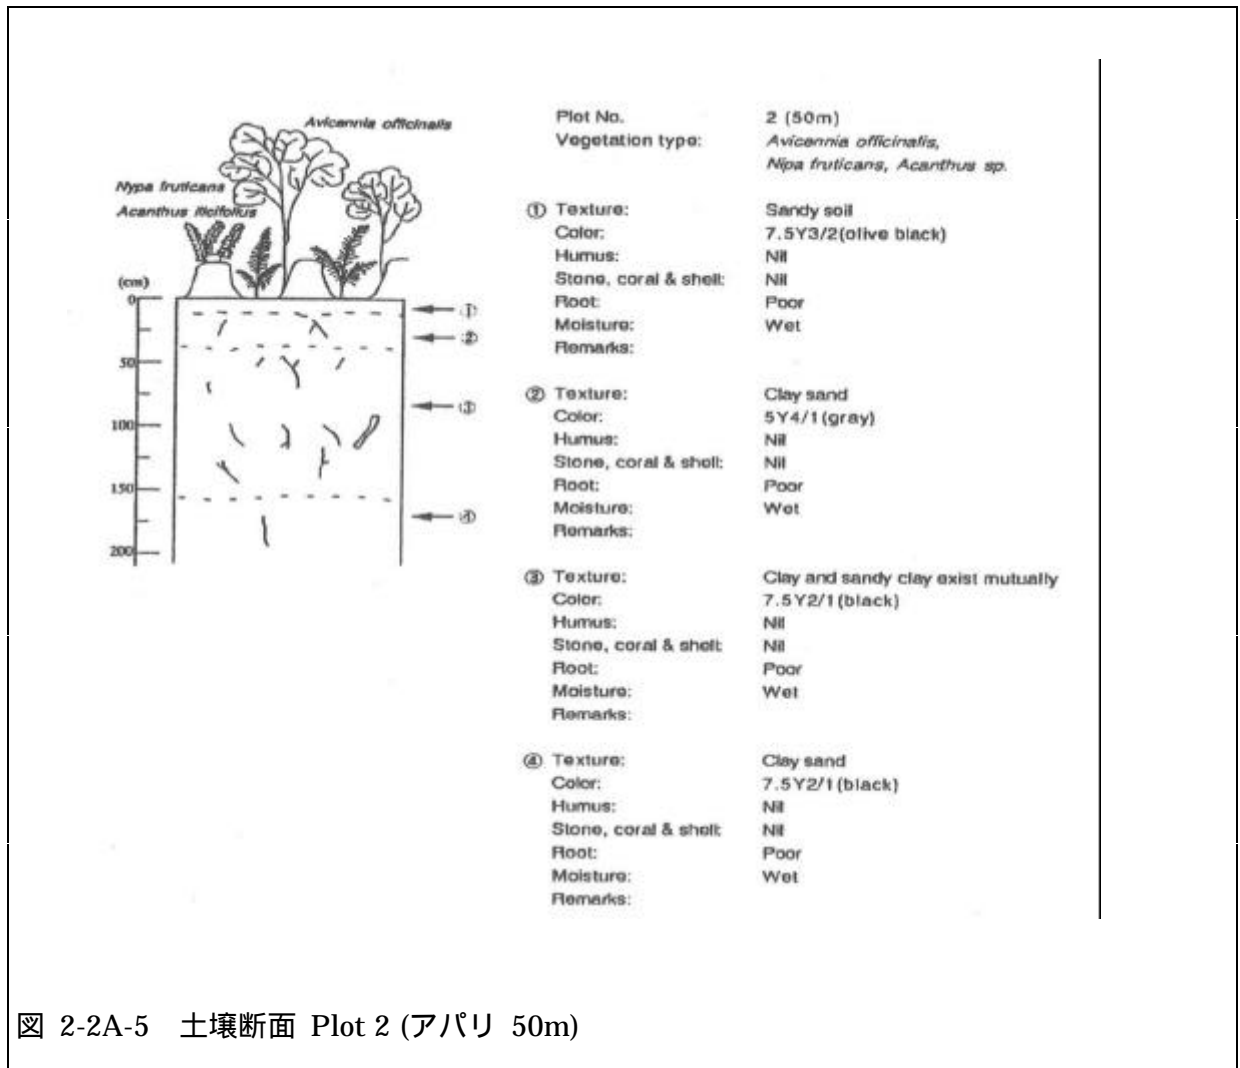 Avicennia officinalis
Nypa fruticans
Acanthus ilicifolius
(cm)
0
50
100
150
200
①
②
③
④
Plot No. 2 (50m)
Vegetation type: Avicennia officinalis,
Nipa fruticans, Acanthus sp.
① Texture: Sandy soil
Color: 7.5Y3/2(olive black)
Humus: Nil
Stone, coral & shell: Nil
Root: Poor
Moisture: Wet
Remarks:
② Texture: Clay sand
Color: 5Y4/1(gray)
Humus: Nil
Stone, coral & shell: Nil
Root: Poor
Moisture: Wet
Remarks:
③ Texture: Clay and sandy clay exist mutually
Color: 7.5Y2/1(black)
Humus: Nil
Stone, coral & shell: Nil
Root: Poor
Moisture: Wet
Remarks:
④ Texture: Clay sand
Color: 7.5Y2/1(black)
Humus: Nil
Stone, coral & shell: Nil
Root: Poor
Moisture: Wet
Remarks:
図 2-2A-5 土壌断面 Plot 2 (アパリ 50m)